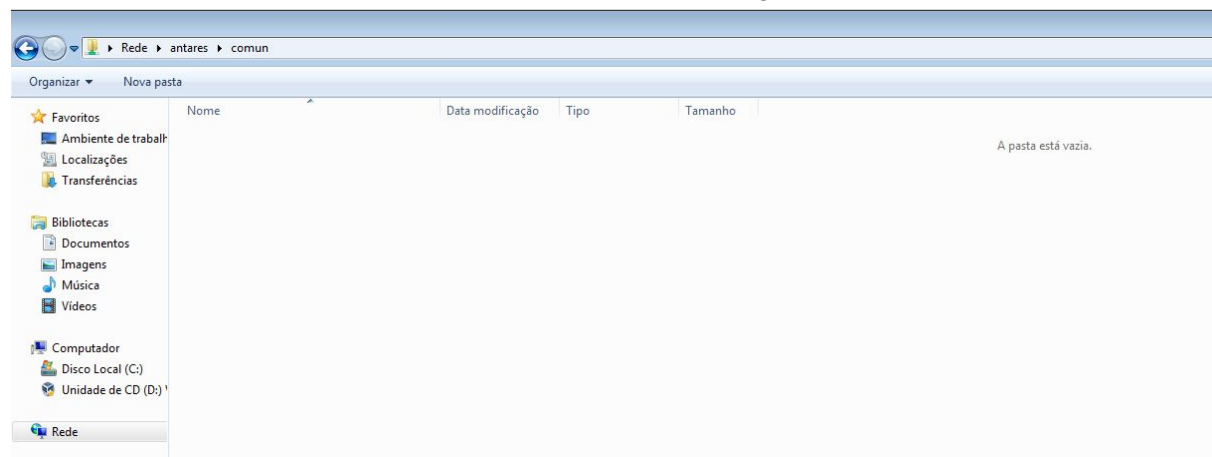 Rede antares comun
Organizar Nova pasta
Nome Data modificação Tipo Tamanho
A pasta está vazia.
Favoritos
Ambiente de trabalh
Localizações
Transferências
Bibliotecas
Documentos
Imagens
Música
Vídeos
Computador
Disco Local (C:)
Unidade de CD (D:)
Rede